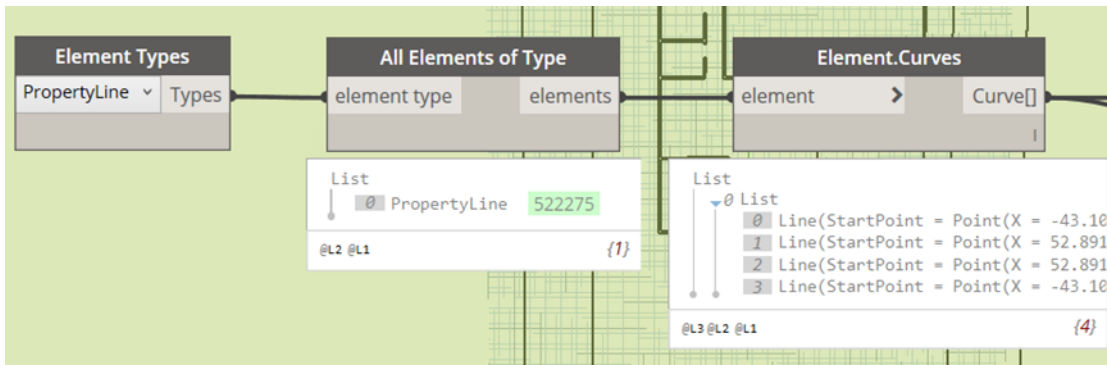 Element Types
PropertyLine Types
All Elements of Type
element type elements
Element.Curves
element > Curve[]
List
0 PropertyLine 522275
@L2 @L1 {1}
List
0 List
0 Line(StartPoint = Point(X = -43.10
1 Line(StartPoint = Point(X = 52.891
2 Line(StartPoint = Point(X = 52.891
3 Line(StartPoint = Point(X = -43.10
@L3 @L2 @L1 {4}